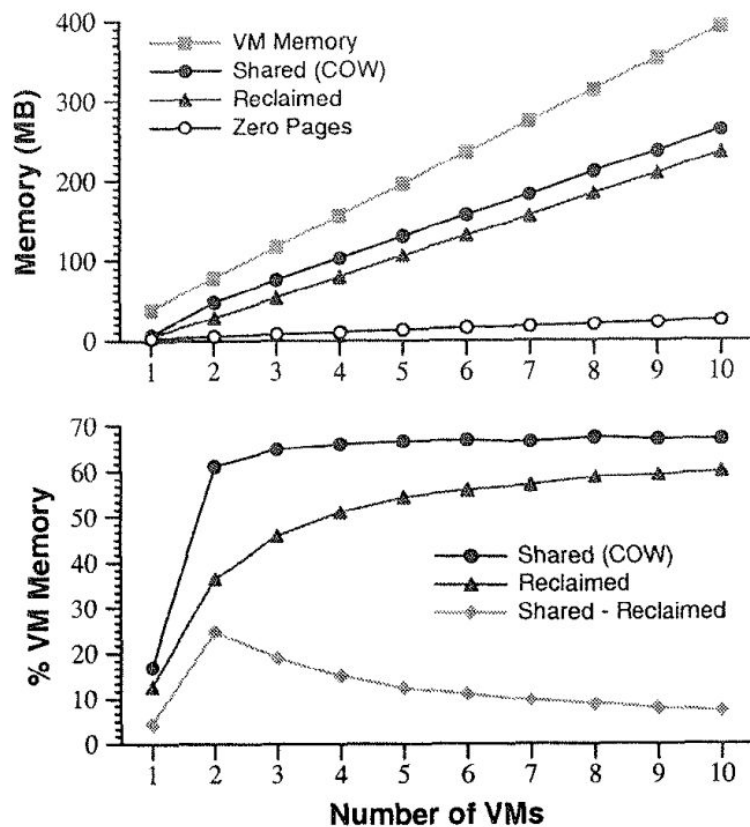 400
300
200
100
0
Memory (MB)
VM Memory
Shared (COW)
Reclaimed
Zero Pages
1 2 3 4 5 6 7 8 9 10
70
60
50
40
30
20
10
0
% VM Memory
Shared (COW)
Reclaimed
Shared - Reclaimed
1 2 3 4 5 6 7 8 9 10
Number of VMs